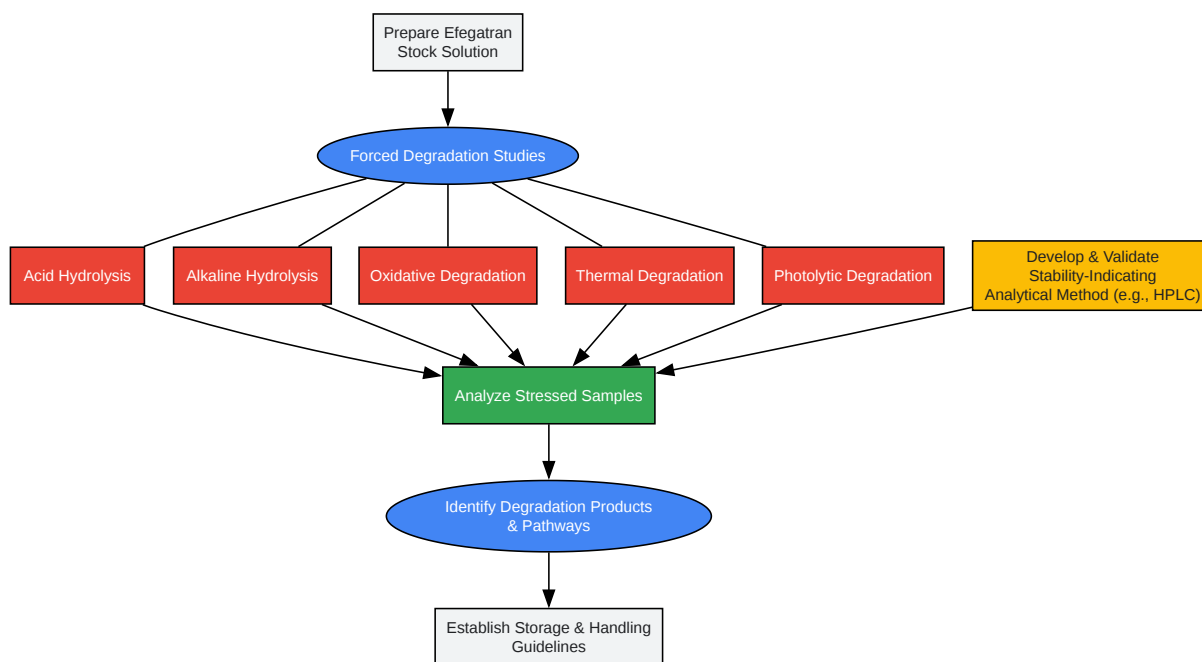 Prepare Efegatran
Stock Solution
Forced Degradation Studies
Acid Hydrolysis
Alkaline Hydrolysis
Oxidative Degradation
Thermal Degradation
Photolytic Degradation
Develop & Validate
Stability-Indicating
Analytical Method (e.g., HPLC)
Analyze Stressed Samples
Identify Degradation Products
& Pathways
Establish Storage & Handling
Guidelines